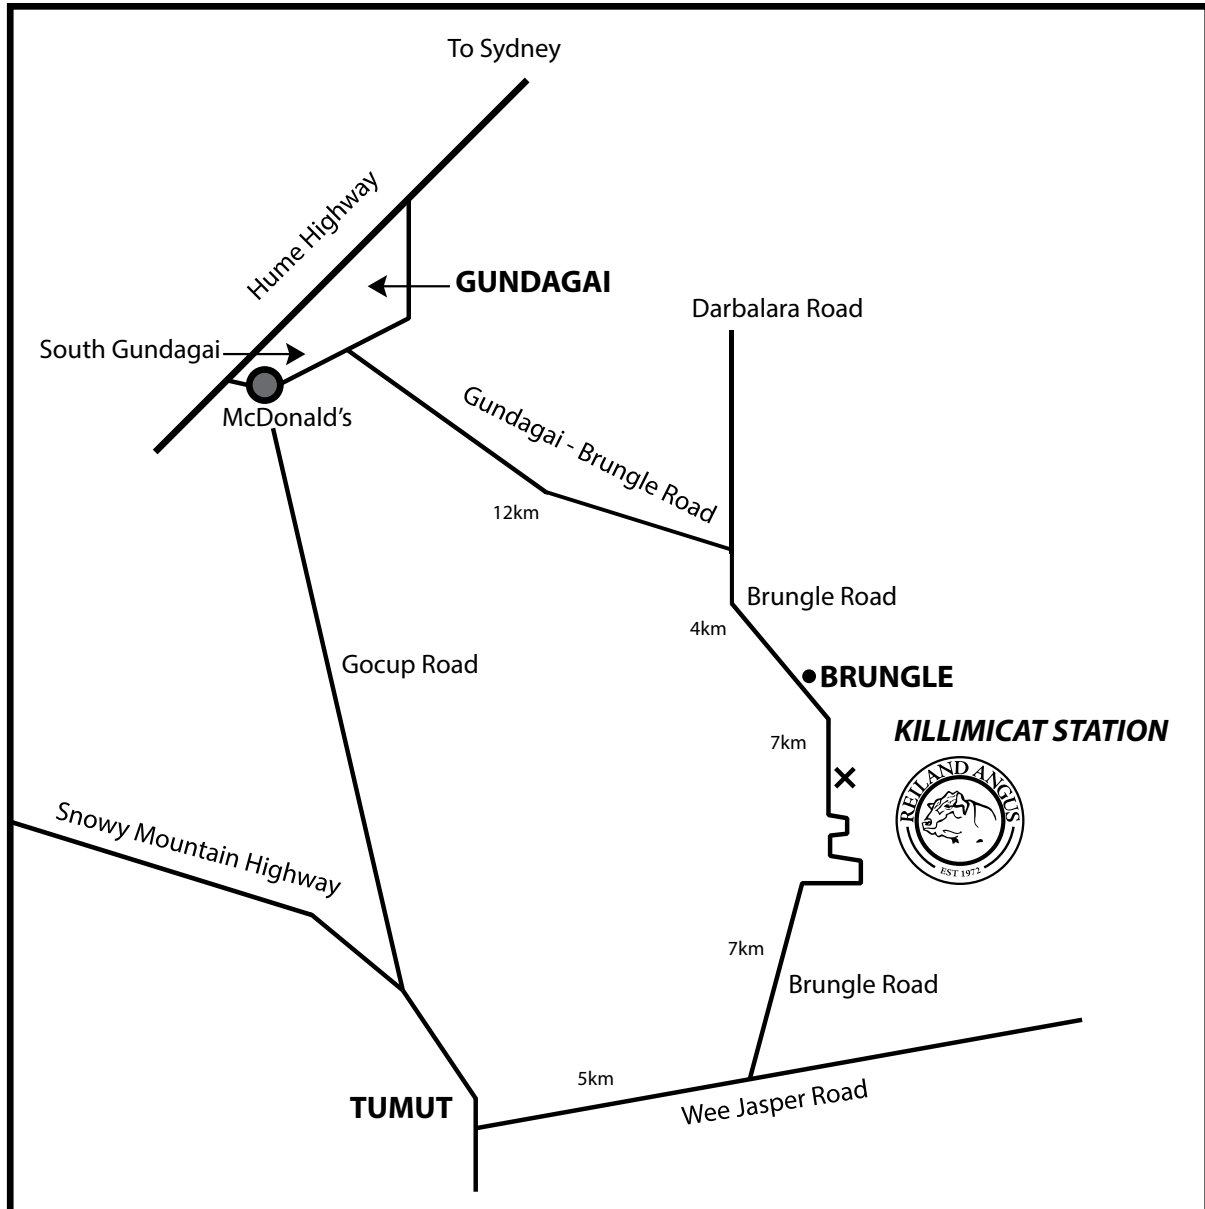 To Sydney
Hume Highway
GUNDAGAI
Darbalara Road
South Gundagai
McDonald's
Gundagai - Brungle Road
12km
Brungle Road
4km
Gocup Road
BRUNGLE
KILLIMICAT STATION
7km
REILAND ANGUS
EST 1972
Snowy Mountain Highway
7km
Brungle Road
5km
Wee Jasper Road
TUMUT